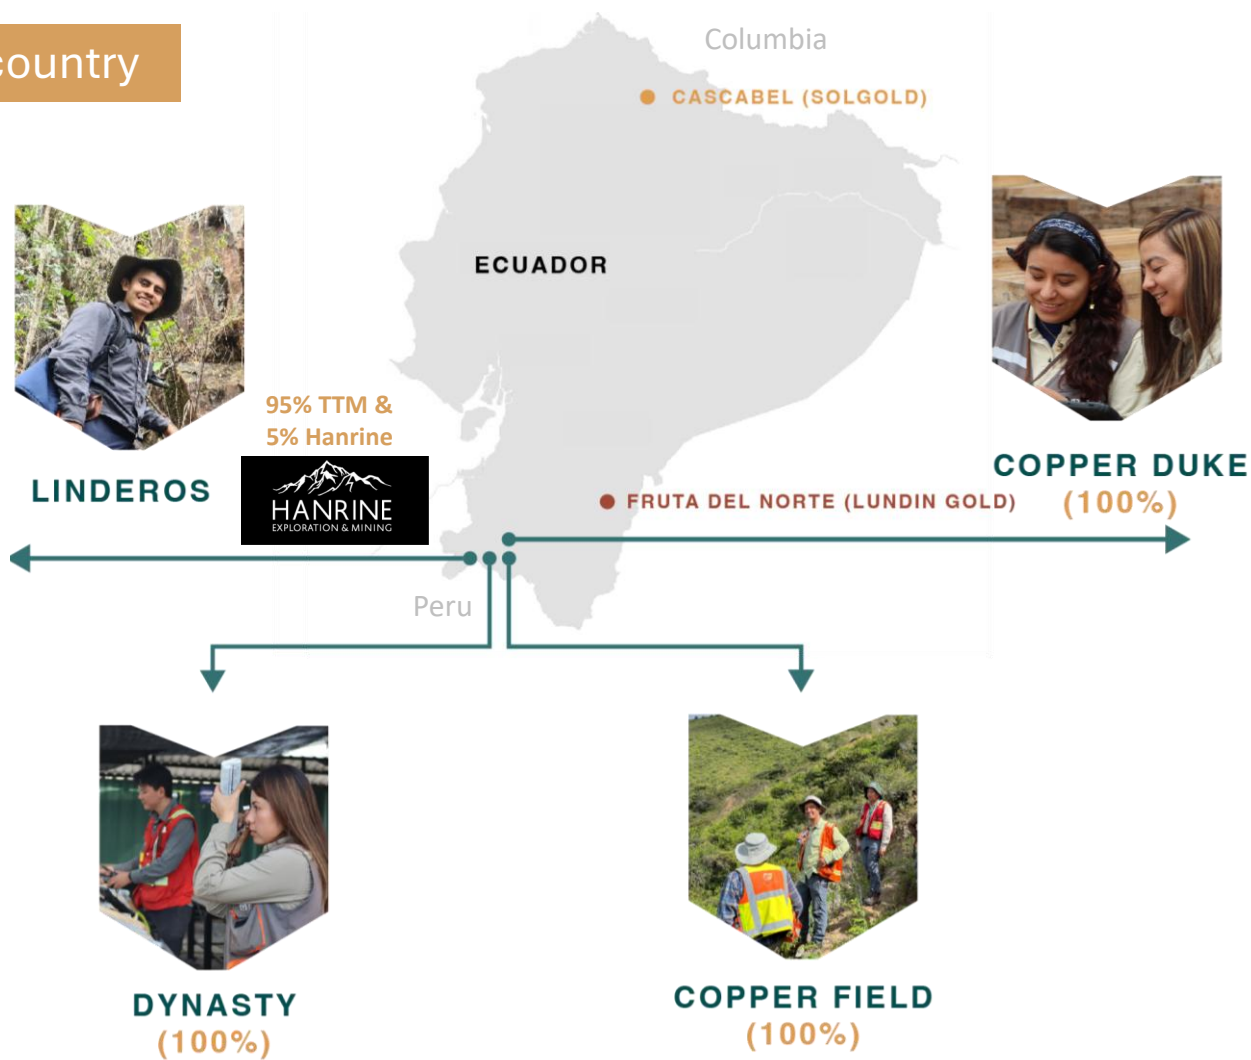 country
Columbia
CASCABEL (SOLGOLD)
ECUADOR
95% TTM &
5% Hanrine
HANRINE
EXPLORATION & MINING
LINDEROS
COPPER DUKE
(100%)
FRUTA DEL NORTE (LUNDIN GOLD)
Peru
DYNASTY
(100%)
COPPER FIELD
(100%)